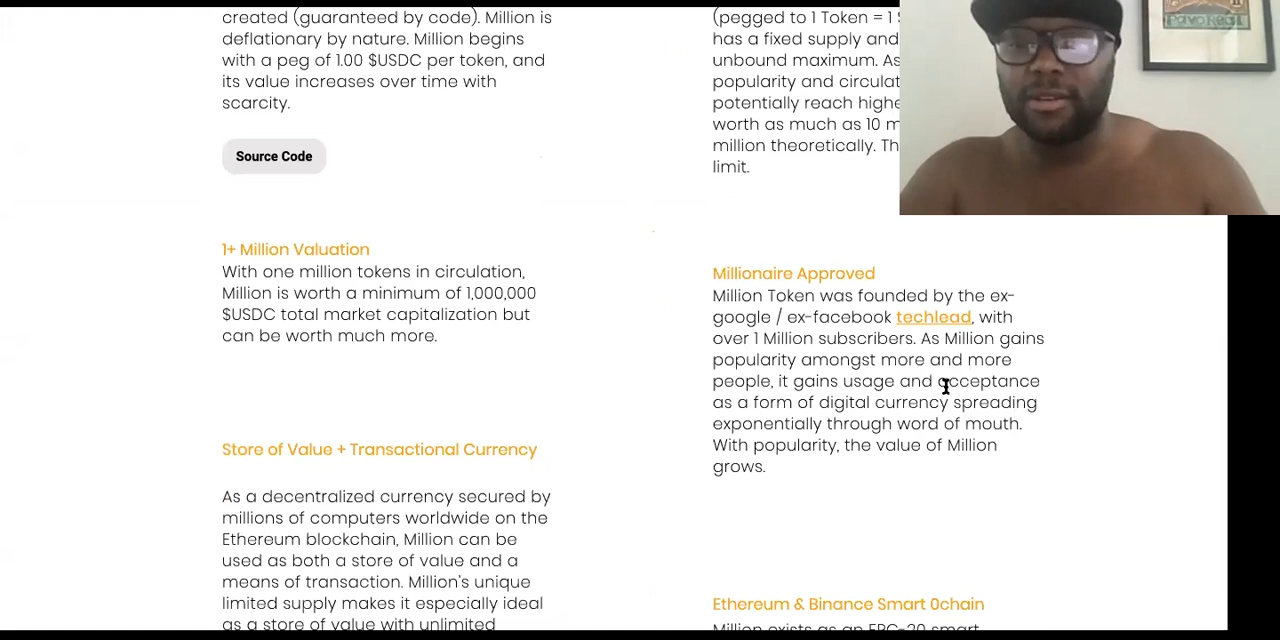 created (guaranteed by code). Million is
deflationary by nature. Million begins
with a peg of 1.00 $USDC per token, and
its value increases over time with
scarcity.
Source Code
1+ Million Valuation
With one million tokens in circulation,
Million is worth a minimum of 1,000,000
$USDC total market capitalization but
can be worth much more.
Store of Value + Transactional Currency
As a decentralized currency secured by
millions of computers worldwide on the
Ethereum blockchain, Million can be
used as both a store of value and a
means of transaction. Million's unique
limited supply makes it especially ideal
as a store of value with unlimited
(pegged to 1 Token = 1
has a fixed supply and
unbound maximum. As
popularity and circulat
potentially reach highe
worth as much as 10 m
million theoretically. Th
limit.
Millionaire Approved
Million Token was founded by the ex-
google / ex-facebook techlead, with
over 1 Million subscribers. As Million gains
popularity amongst more and more
people, it gains usage and acceptance
as a form of digital currency spreading
exponentially through word of mouth.
With popularity, the value of Million
grows.
Ethereum & Binance Smart 0chain
Million exists as an ERC-20 smart